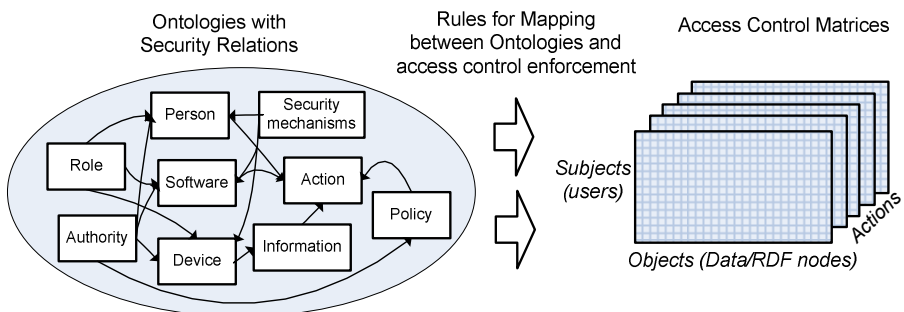 Ontologies with
Security Relations
Rules for Mapping
between Ontologies and
access control enforcement
Access Control Matrices
Person
Security
mechanisms
Role
Software
Action
Policy
Authority
Device
Information
Subjects
(users)
Actions
Objects (Data/RDF nodes)